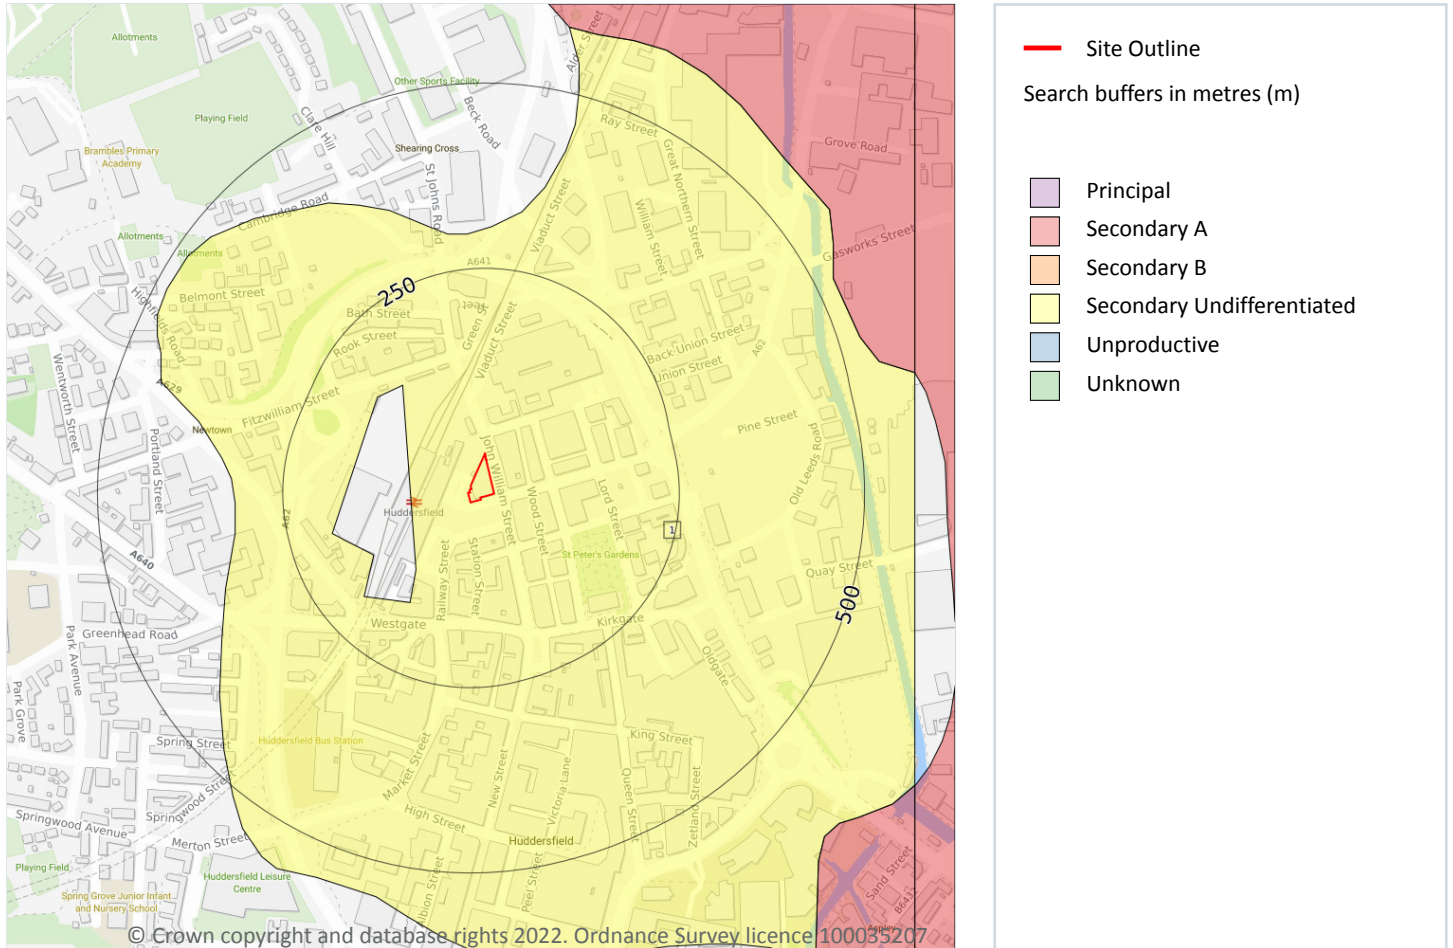 Allotments
Alder Street
Other Sports Facility
Playing Field
Clare Hill
Beck Road
Ray Street
Brambles Primary
Academy
Shearing Cross
Grove Road
Great Northern Street
St Johns Road
Cambridge Road
Viaduct Street
William Street
Allotments
Allotments
Gasworks Street
A641
250
Belmont Street
Highfields Road
Bath Street
Green St
reet
Rook Street
Viaduct Street
Back Union Street
A62
Union Street
Wentworth Street
A629
Fitzwilliam Street
Newtown
Pine Street
Portland Street
John William Street
Old Leeds Road
Lord Street
Wood Street
Huddersfield
A62
1
A640
Station Street
St Peter's Gardens
Railway Street
Quay Street
500
Westgate
Kirkgate
Greenhead Road
Park Avenue
Oldgate
Park Grove
Spring Street
Huddersfield Bus Station
King Street
Market Street
New Street
Victoria Lane
Queen Street
Springwood Street
Springwood Avenue
High Street
Zetland Street
Merton Street
Huddersfield
Playing Field
Huddersfield Leisure
Centre
Peel Street
Albion Street
Sand Street
B6432
Spring Grove Junior Infant
and Nursery School
Aspley
© Crown copyright and database rights 2022. Ordnance Survey licence 100035207
Site Outline
Search buffers in metres (m)
Principal
Secondary A
Secondary B
Secondary Undifferentiated
Unproductive
Unknown